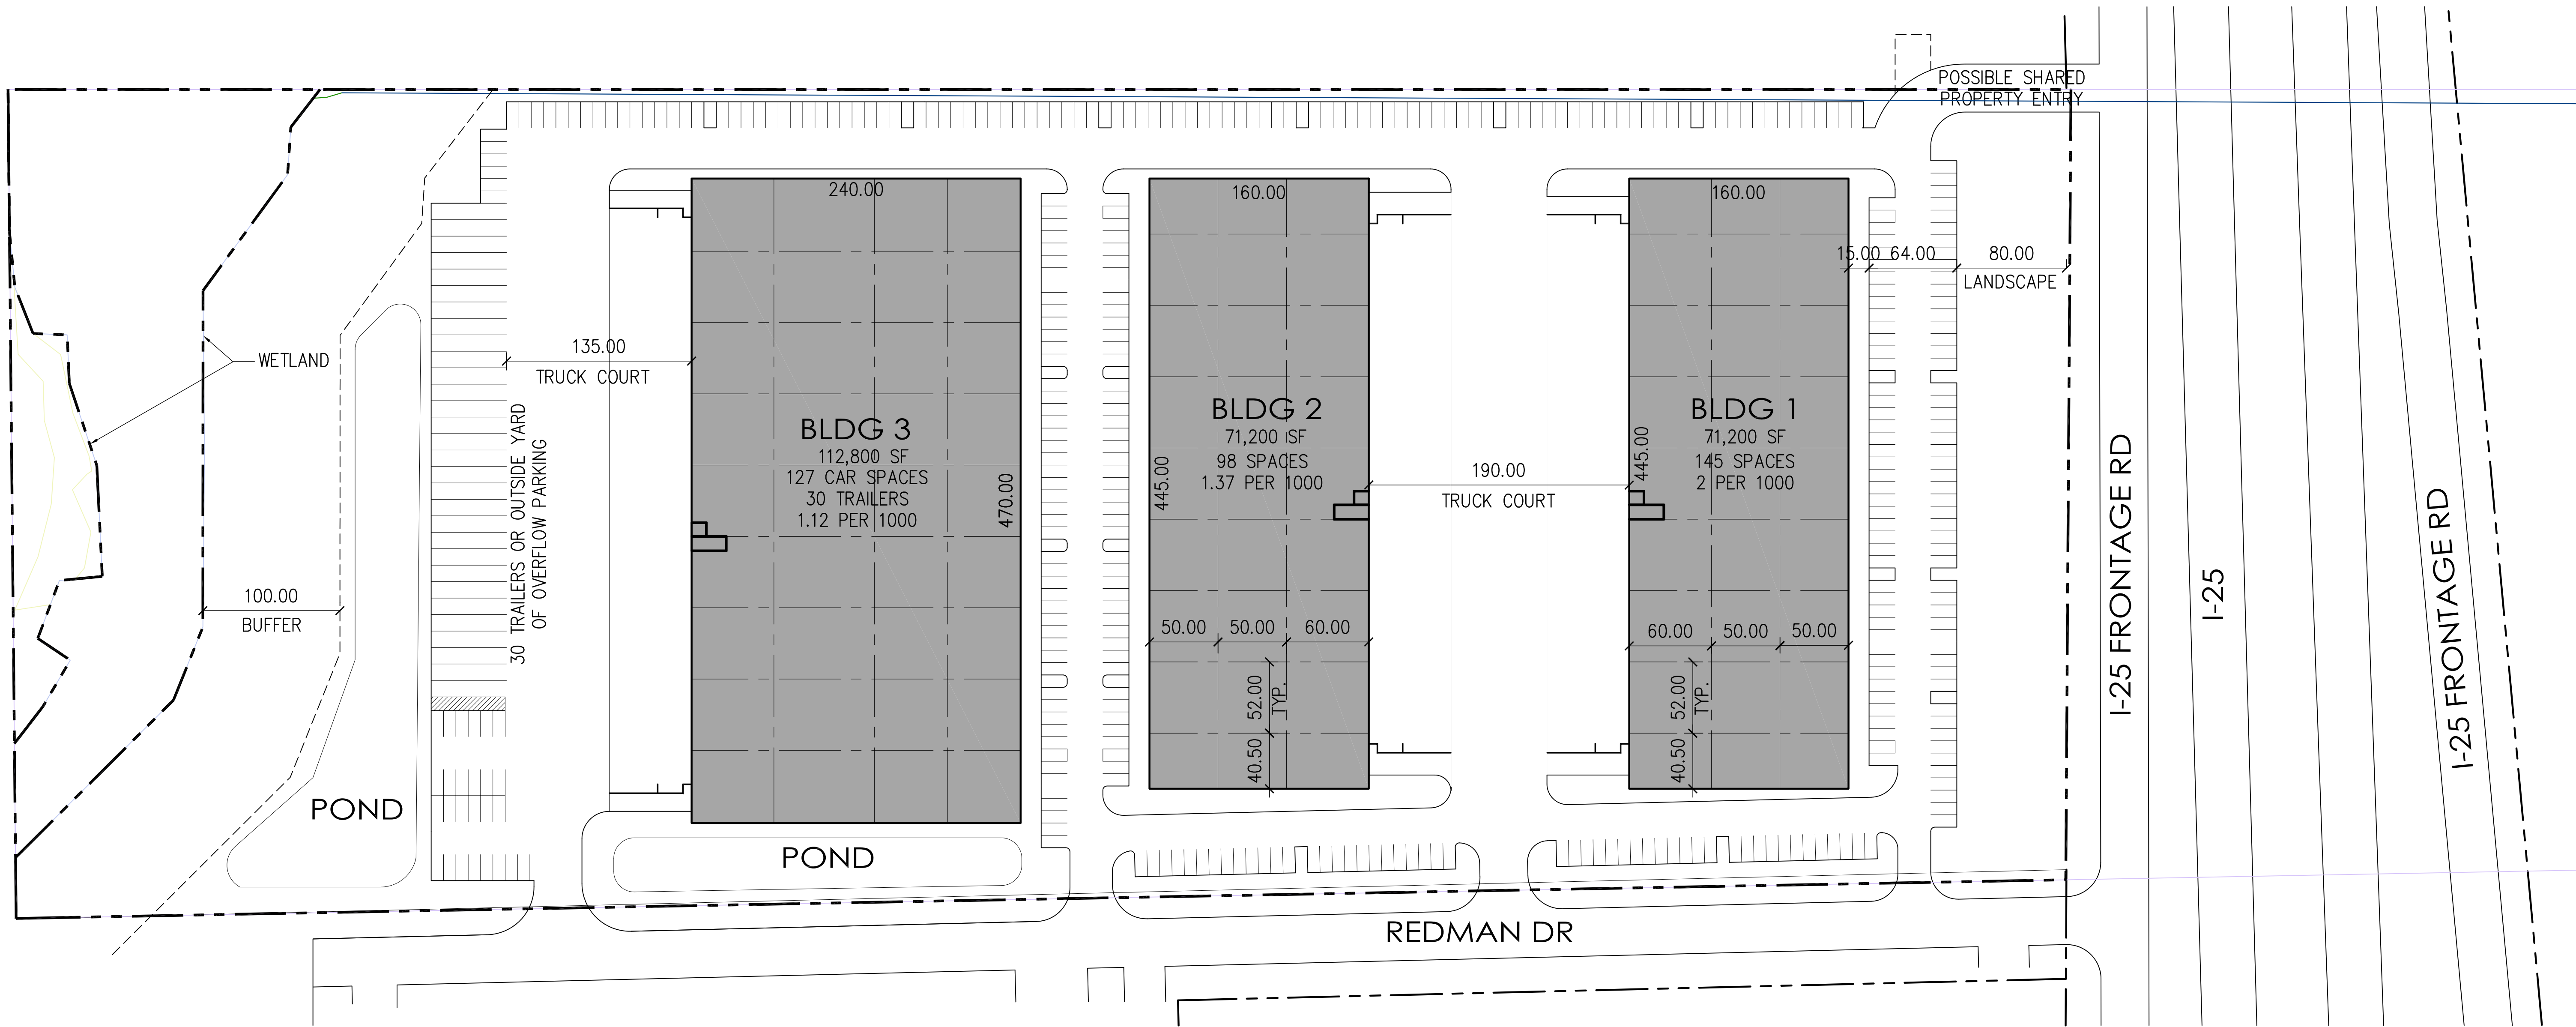 POSSIBLE SHARED
PROPERTY ENTRY
240.00
160.00
160.00
15.00
64.00
80.00
LANDSCAPE
WETLAND
135.00
TRUCK COURT
30 TRAILERS OR OUTSIDE YARD
OF OVERFLOW PARKING
BLDG 3
112,800 SF
127 CAR SPACES
30 TRAILERS
1.12 PER 1000
470.00
BLDG 2
71,200 SF
98 SPACES
1.37 PER 1000
445.00
190.00
TRUCK COURT
BLDG 1
71,200 SF
145 SPACES
2 PER 1000
445.00
I-25 FRONTAGE RD
I-25
I-25 FRONTAGE RD
100.00
BUFFER
50.00
50.00
60.00
60.00
50.00
50.00
52.00
TYP.
40.50
52.00
TYP.
40.50
POND
POND
REDMAN DR